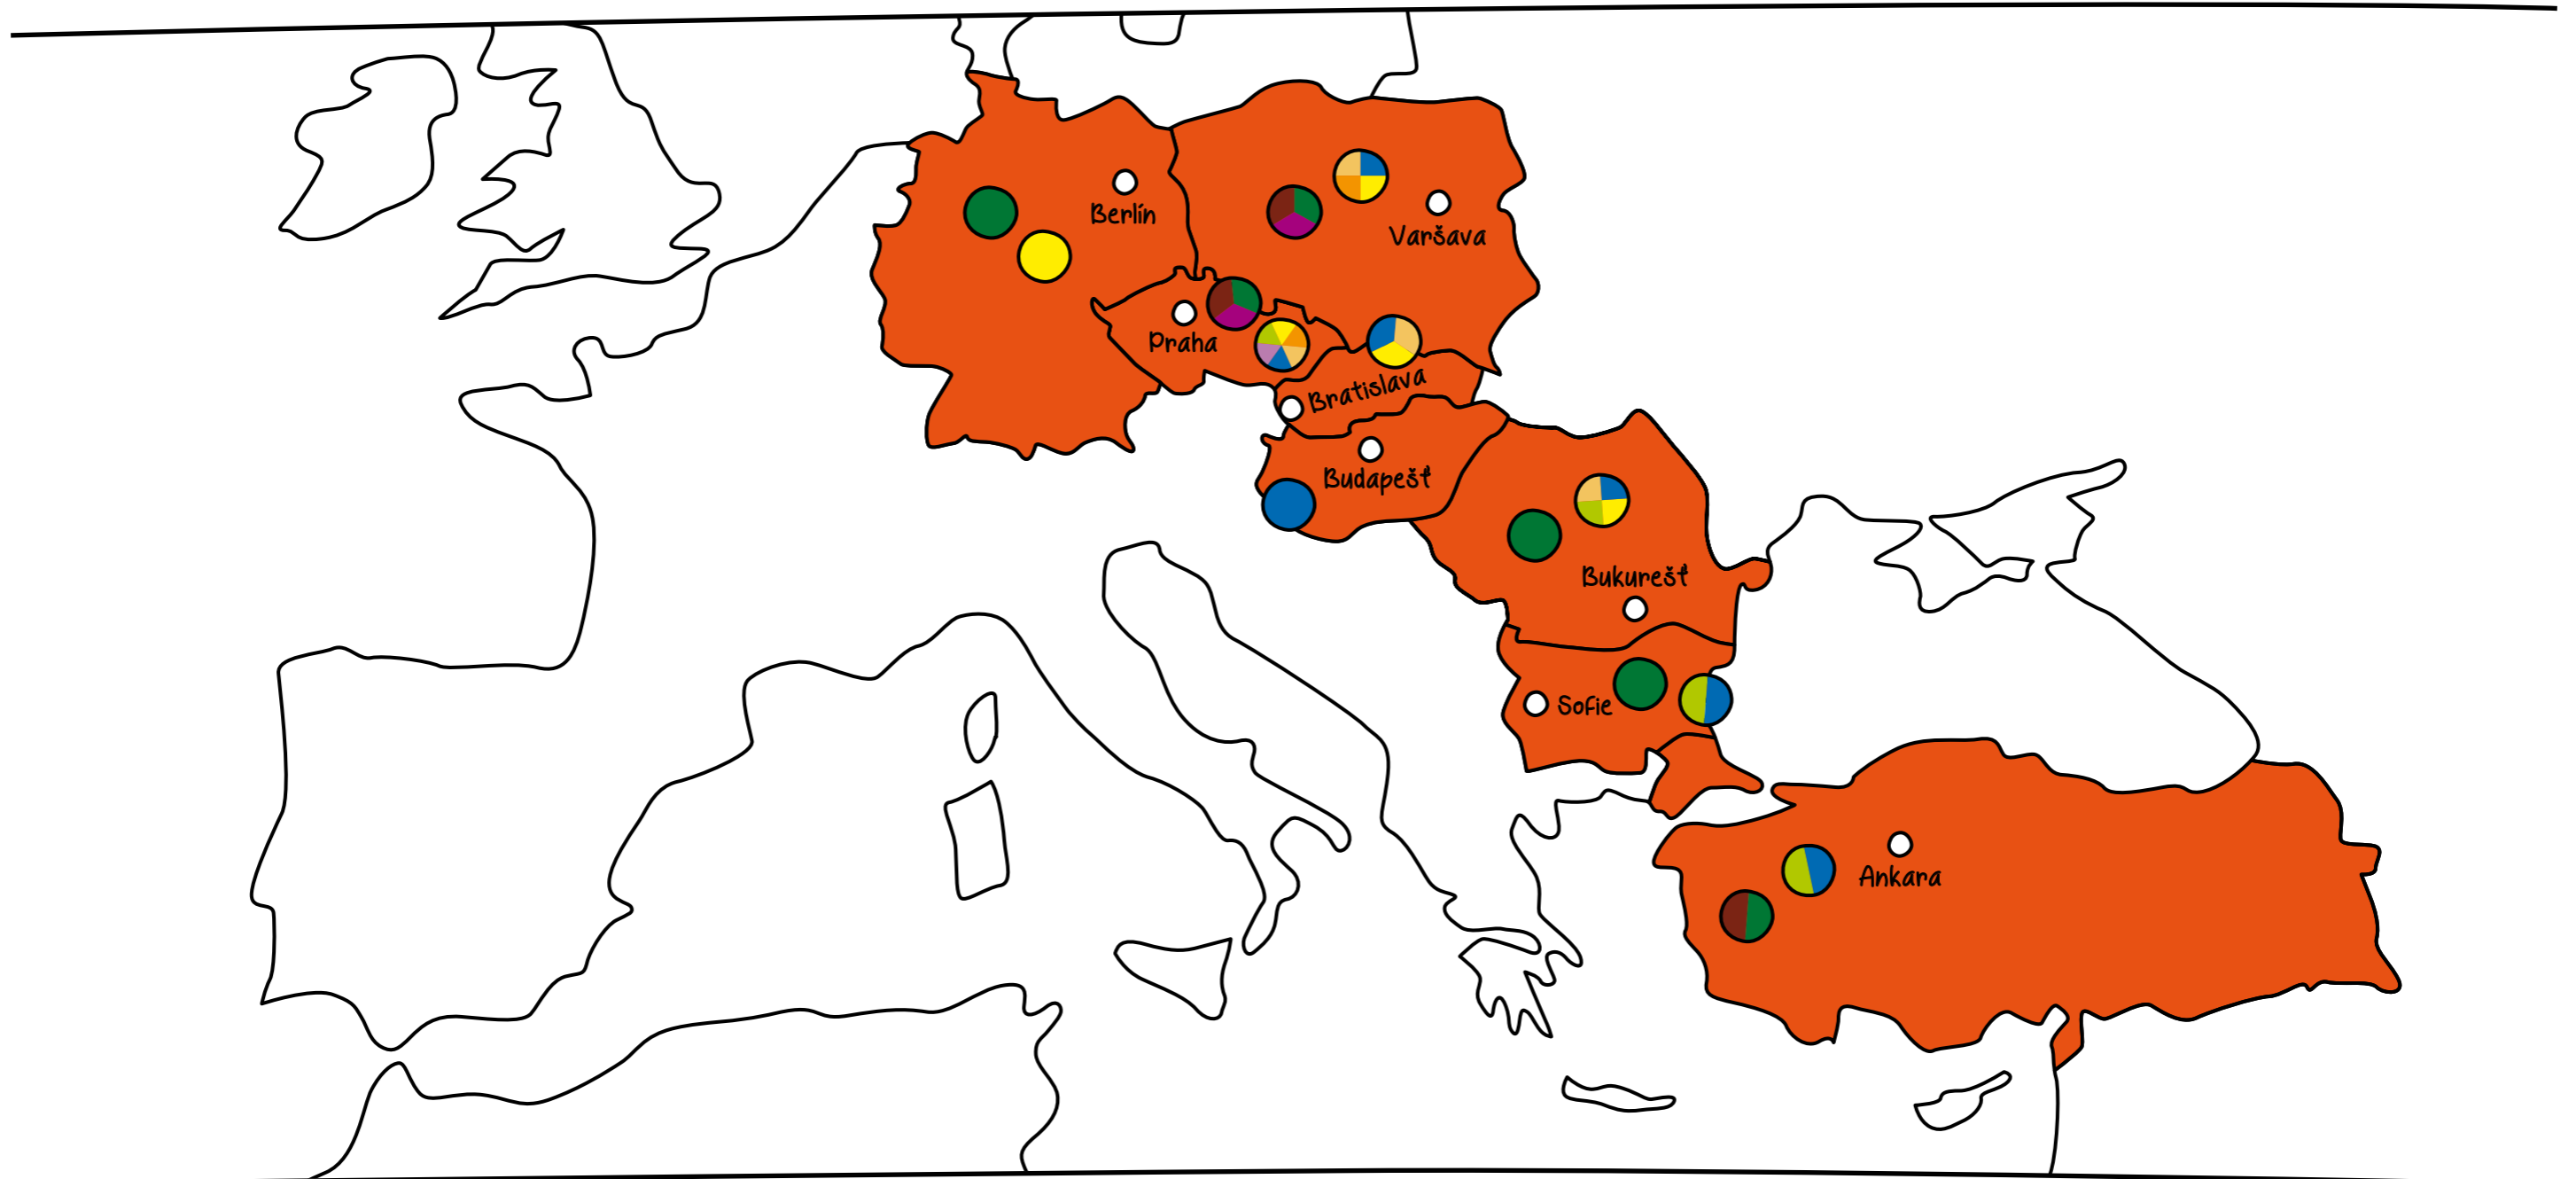 Berlín
Varšava
Praha
Bratislava
Budapešť
Bukurešť
Sofie
Ankara